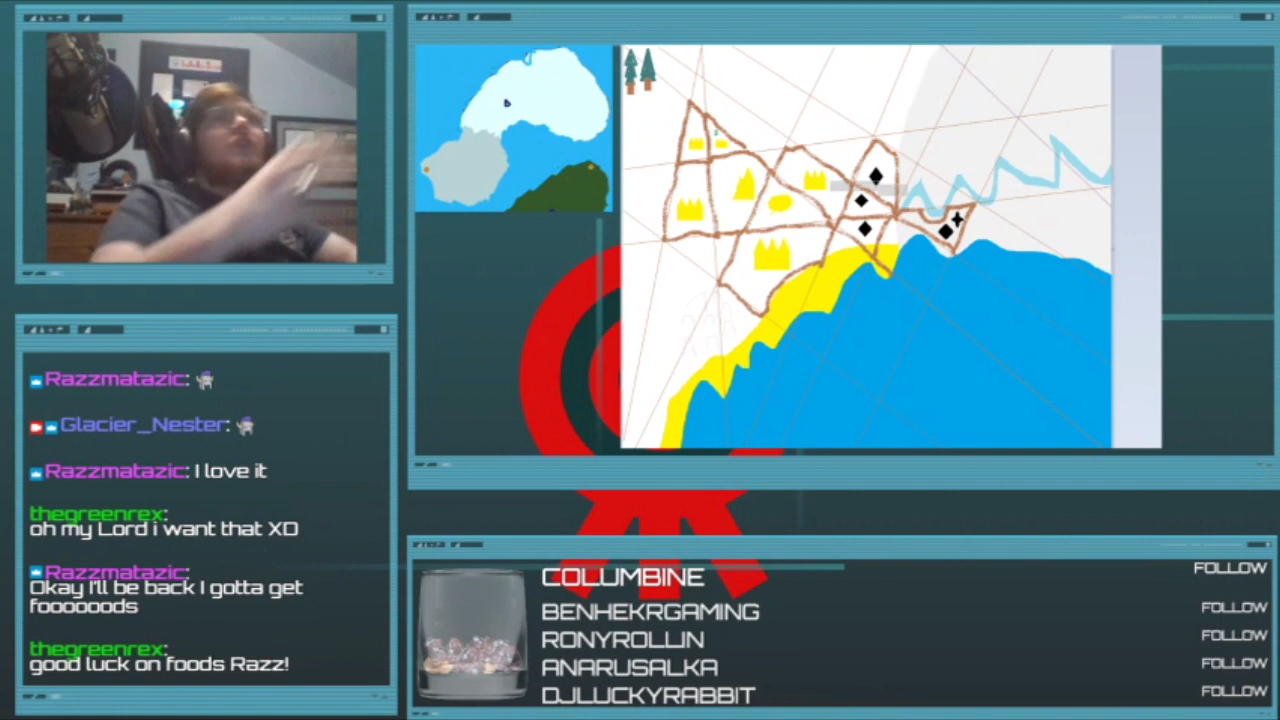 Razzmatazic:
Glacier_Nester:
Razzmatazic: I love it
thegreenrex:
oh my Lord i want that XD
Razzmatazic:
Okay I'll be back I gotta get
foooooods
thegreenrex:
good luck on foods Razz!
COLUMBINE FOLLOW
BENHEKRGAMING FOLLOW
RONYROLLIN FOLLOW
ANARUSALKA FOLLOW
DJLUCKYRABBIT FOLLOW